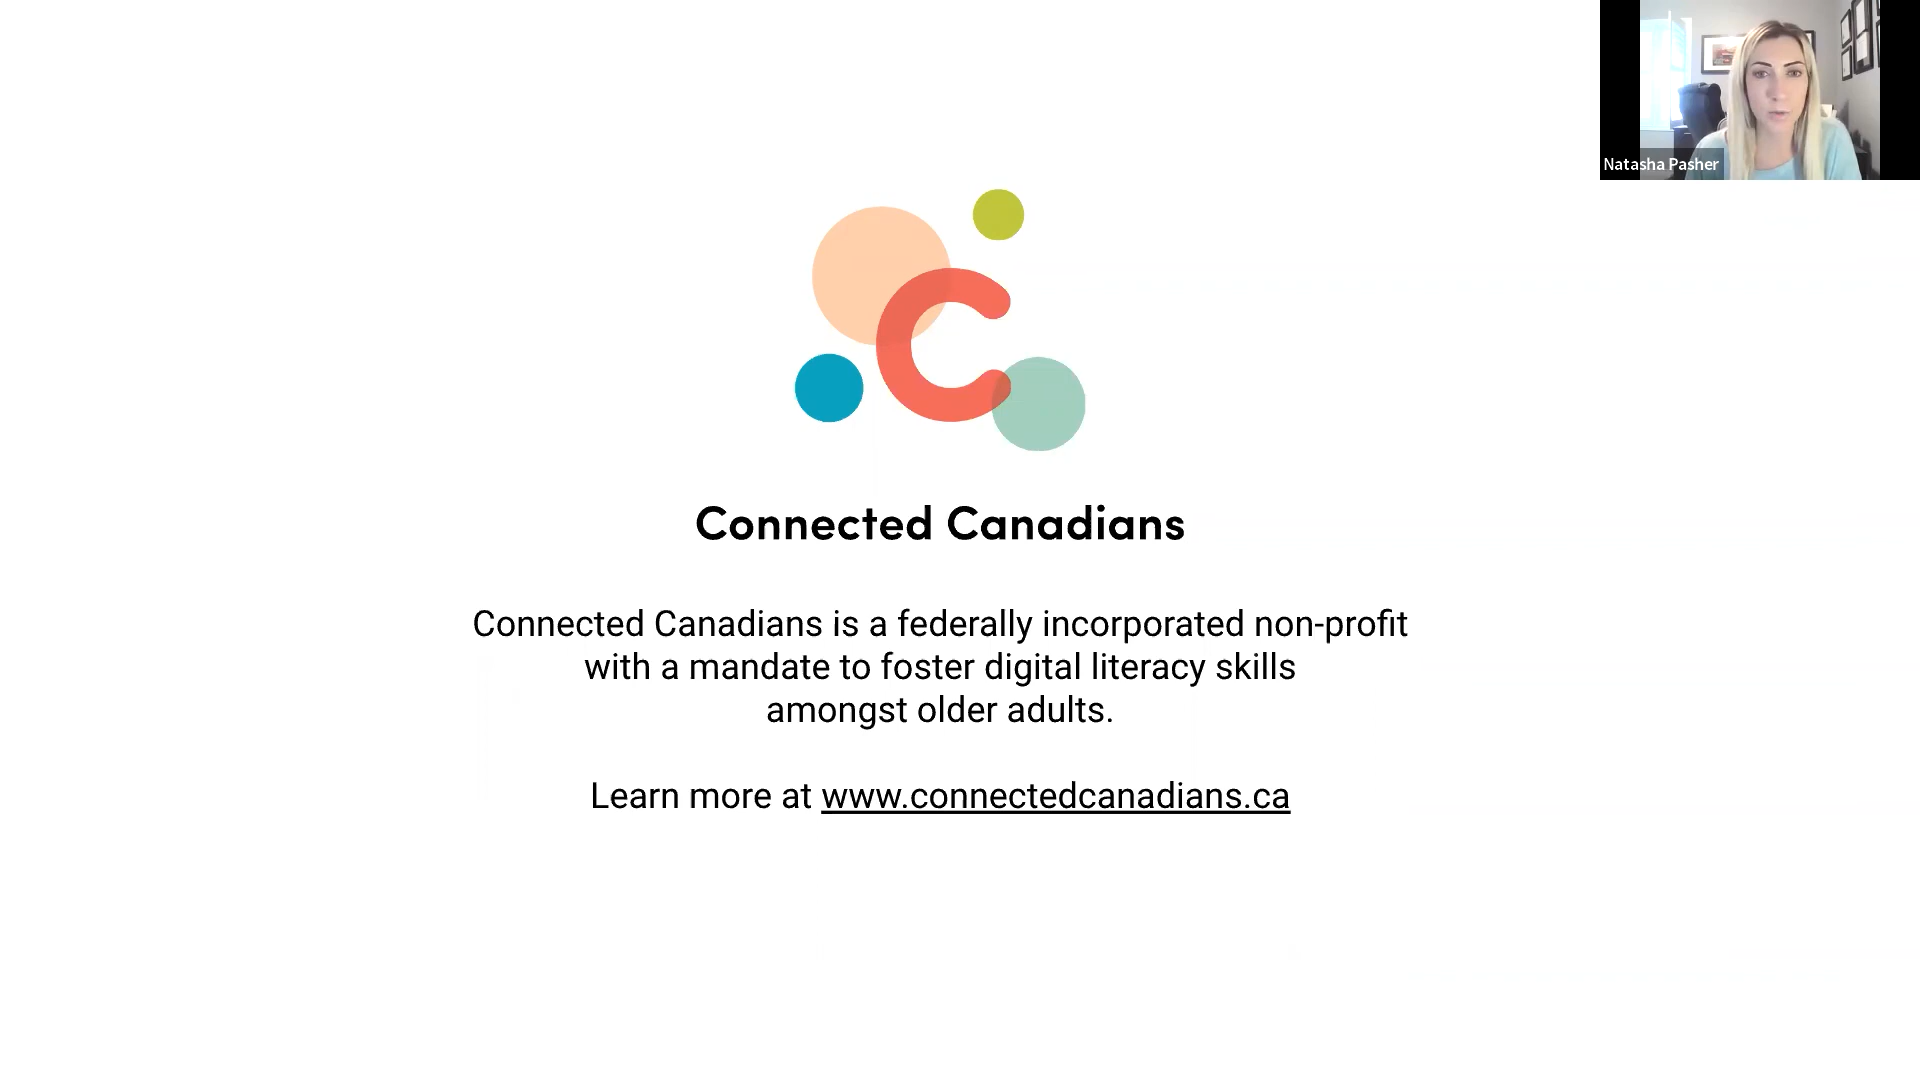 Natasha Pasher
C
Connected Canadians
Connected Canadians is a federally incorporated non-profit
with a mandate to foster digital literacy skills
amongst older adults.
Learn more at www.connectedcanadians.ca